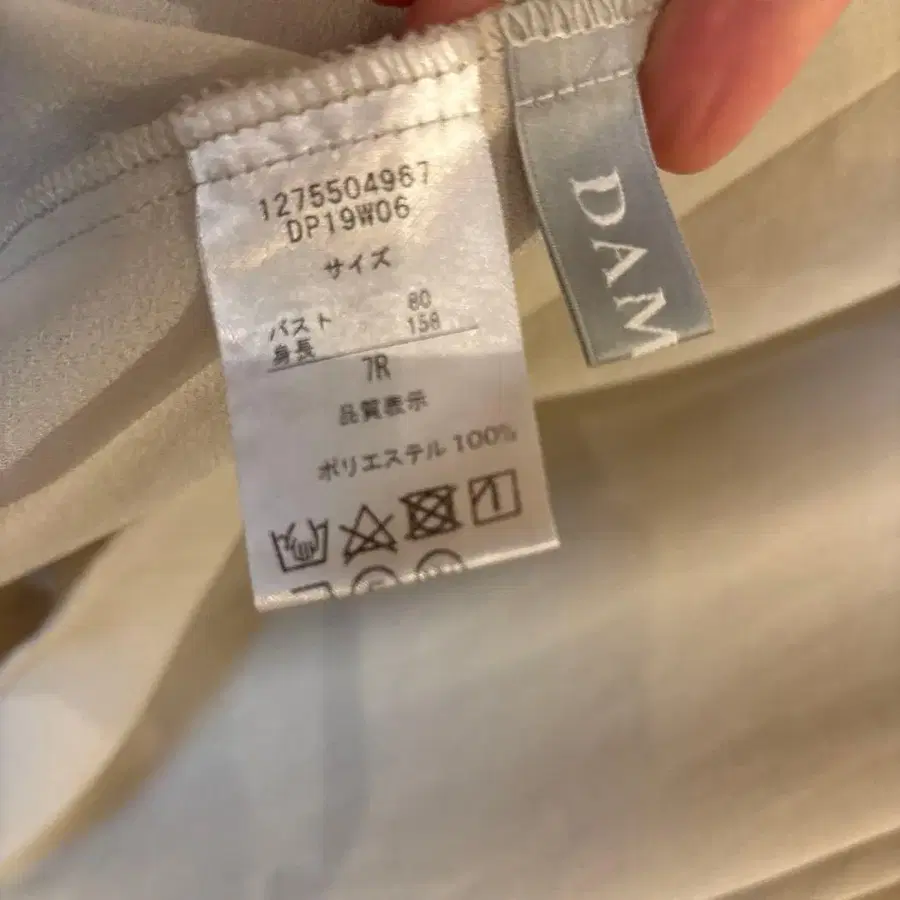 1275504967
DP19W06
サイズ
バスト 80
身長 158
7R
品質表示
ポリエステル 100%
DAM